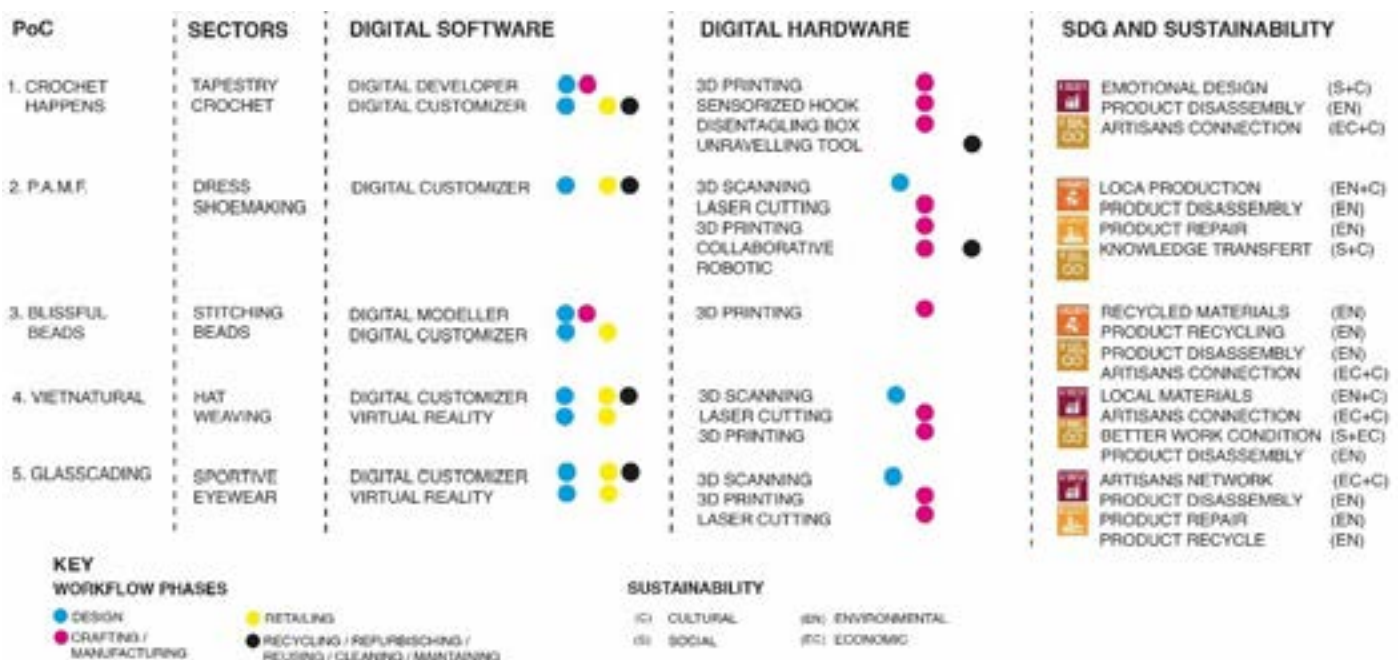 PoC SECTORS DIGITAL SOFTWARE DIGITAL HARDWARE SDG AND SUSTAINABILITY
1. CROCHET TAPESTRY DIGITAL DEVELOPER 3D PRINTING EMOTIONAL DESIGN (S+C)
HAPPENS CROCHET DIGITAL CUSTOMIZER SENSORIZED HOOK PRODUCT DISASSEMBLY (EN)
DISENTAGLING BOX ARTISANS CONNECTION (EC+C)
UNRAVELLING TOOL
2. P.A.M.F. DRESS DIGITAL CUSTOMIZER 3D SCANNING LOCA PRODUCTION (EN+C)
SHOEMAKING LASER CUTTING PRODUCT DISASSEMBLY (EN)
3D PRINTING PRODUCT REPAIR (EN)
COLLABORATIVE KNOWLEDGE TRANSFERT (S+C)
ROBOTIC
3. BLISSFUL STITCHING DIGITAL MODELLER 3D PRINTING RECYCLED MATERIALS (EN)
BEADS BEADS DIGITAL CUSTOMIZER PRODUCT RECYCLING (EN)
PRODUCT DISASSEMBLY (EN)
ARTISANS CONNECTION (EC+C)
4. VIETNATURAL HAT DIGITAL CUSTOMIZER 3D SCANNING LOCAL MATERIALS (EN+C)
WEAVING VIRTUAL REALITY LASER CUTTING ARTISANS CONNECTION (EC+C)
3D PRINTING BETTER WORK CONDITION (S+EC)
PRODUCT DISASSEMBLY (EN)
5. GLASSCADING SPORTIVE DIGITAL CUSTOMIZER 3D SCANNING ARTISANS NETWORK (EC+C)
EYEWEAR VIRTUAL REALITY 3D PRINTING PRODUCT DISASSEMBLY (EN)
LASER CUTTING PRODUCT REPAIR (EN)
PRODUCT RECYCLE (EN)
KEY
WORKFLOW PHASES SUSTAINABILITY
DESIGN RETAILING (C) CULTURAL (EN) ENVIRONMENTAL
CRAFTING / RECYCLING / REFURBISCHING / (S) SOCIAL (EC) ECONOMIC
MANUFACTURING REUSING / CLEANING / MAINTAINING